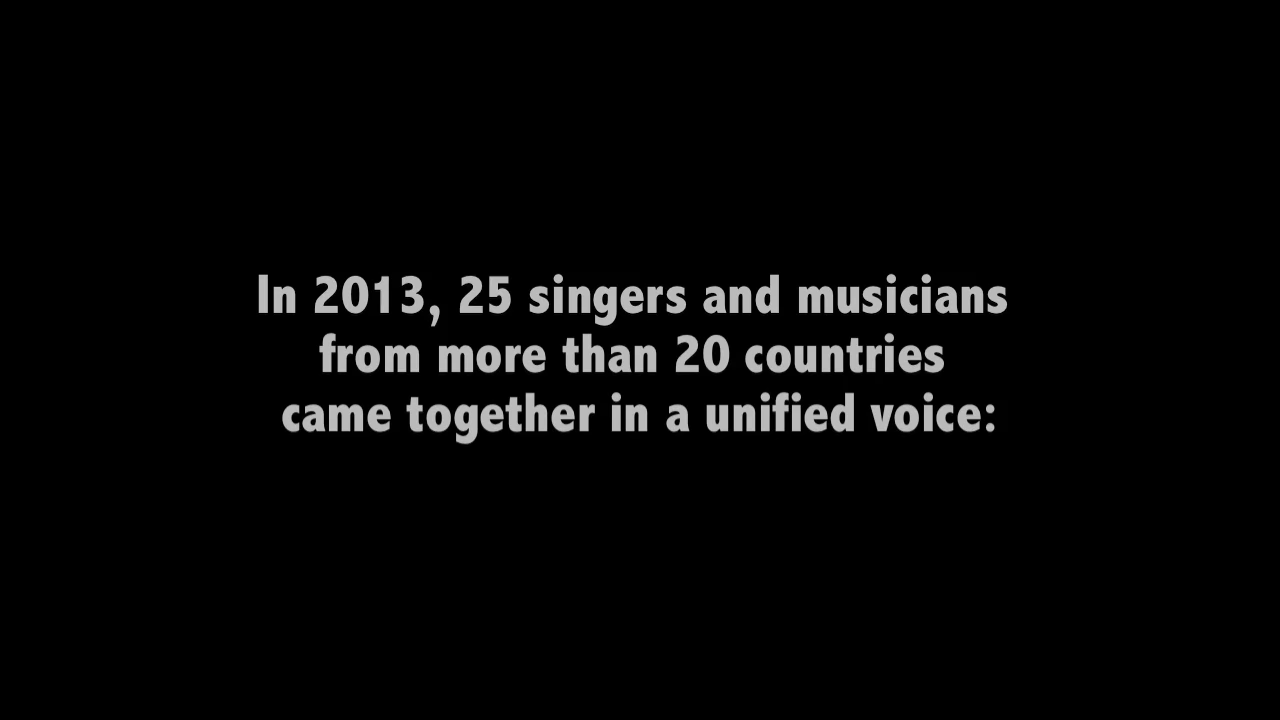 In 2013, 25 singers and musicians
from more than 20 countries
came together in a unified voice: